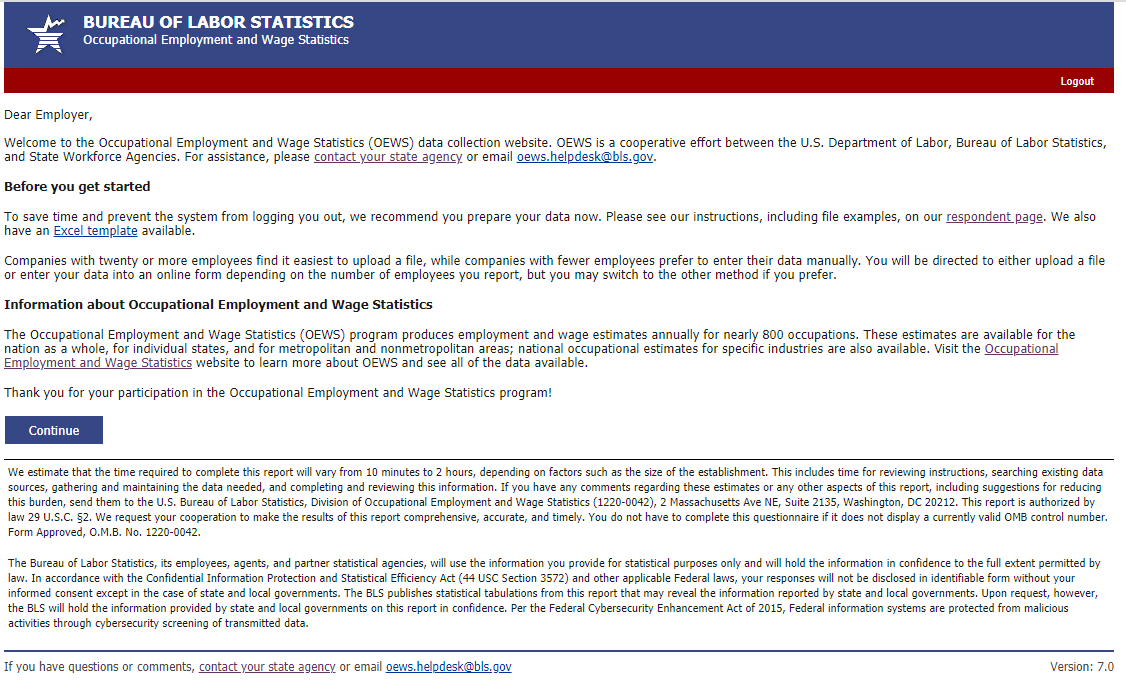 BUREAU OF LABOR STATISTICS
Occupational Employment and Wage Statistics
Logout
Dear Employer,
Welcome to the Occupational Employment and Wage Statistics (OEWS) data collection website. OEWS is a cooperative effort between the U.S. Department of Labor, Bureau of Labor Statistics,
and State Workforce Agencies. For assistance, please contact your state agency or email oews.helpdesk@bls.gov.
Before you get started
To save time and prevent the system from logging you out, we recommend you prepare your data now. Please see our instructions, including file examples, on our respondent page. We also
have an Excel template available.
Companies with twenty or more employees find it easiest to upload a file, while companies with fewer employees prefer to enter their data manually. You will be directed to either upload a file
or enter your data into an online form depending on the number of employees you report, but you may switch to the other method if you prefer.
Information about Occupational Employment and Wage Statistics
The Occupational Employment and Wage Statistics (OEWS) program produces employment and wage estimates annually for nearly 800 occupations. These estimates are available for the
nation as a whole, for individual states, and for metropolitan and nonmetropolitan areas; national occupational estimates for specific industries are also available. Visit the Occupational
Employment and Wage Statistics website to learn more about OEWS and see all of the data available.
Thank you for your participation in the Occupational Employment and Wage Statistics program!
Continue
We estimate that the time required to complete this report will vary from 10 minutes to 2 hours, depending on factors such as the size of the establishment. This includes time for reviewing instructions, searching existing data
sources, gathering and maintaining the data needed, and completing and reviewing this information. If you have any comments regarding these estimates or any other aspects of this report, including suggestions for reducing
this burden, send them to the U.S. Bureau of Labor Statistics, Division of Occupational Employment and Wage Statistics (1220-0042), 2 Massachusetts Ave NE, Suite 2135, Washington, DC 20212. This report is authorized by
law 29 U.S.C. §2. We request your cooperation to make the results of this report comprehensive, accurate, and timely. You do not have to complete this questionnaire if it does not display a currently valid OMB control number.
Form Approved, O.M.B. No. 1220-0042.
The Bureau of Labor Statistics, its employees, agents, and partner statistical agencies, will use the information you provide for statistical purposes only and will hold the information in confidence to the full extent permitted by
law. In accordance with the Confidential Information Protection and Statistical Efficiency Act (44 USC Section 3572) and other applicable Federal laws, your responses will not be disclosed in identifiable form without your
informed consent except in the case of state and local governments. The BLS publishes statistical tabulations from this report that may reveal the information reported by state and local governments. Upon request, however,
the BLS will hold the information provided by state and local governments on this report in confidence. Per the Federal Cybersecurity Enhancement Act of 2015, Federal information systems are protected from malicious
activities through cybersecurity screening of transmitted data.
If you have questions or comments, contact your state agency or email oews.helpdesk@bls.gov
Version: 7.0